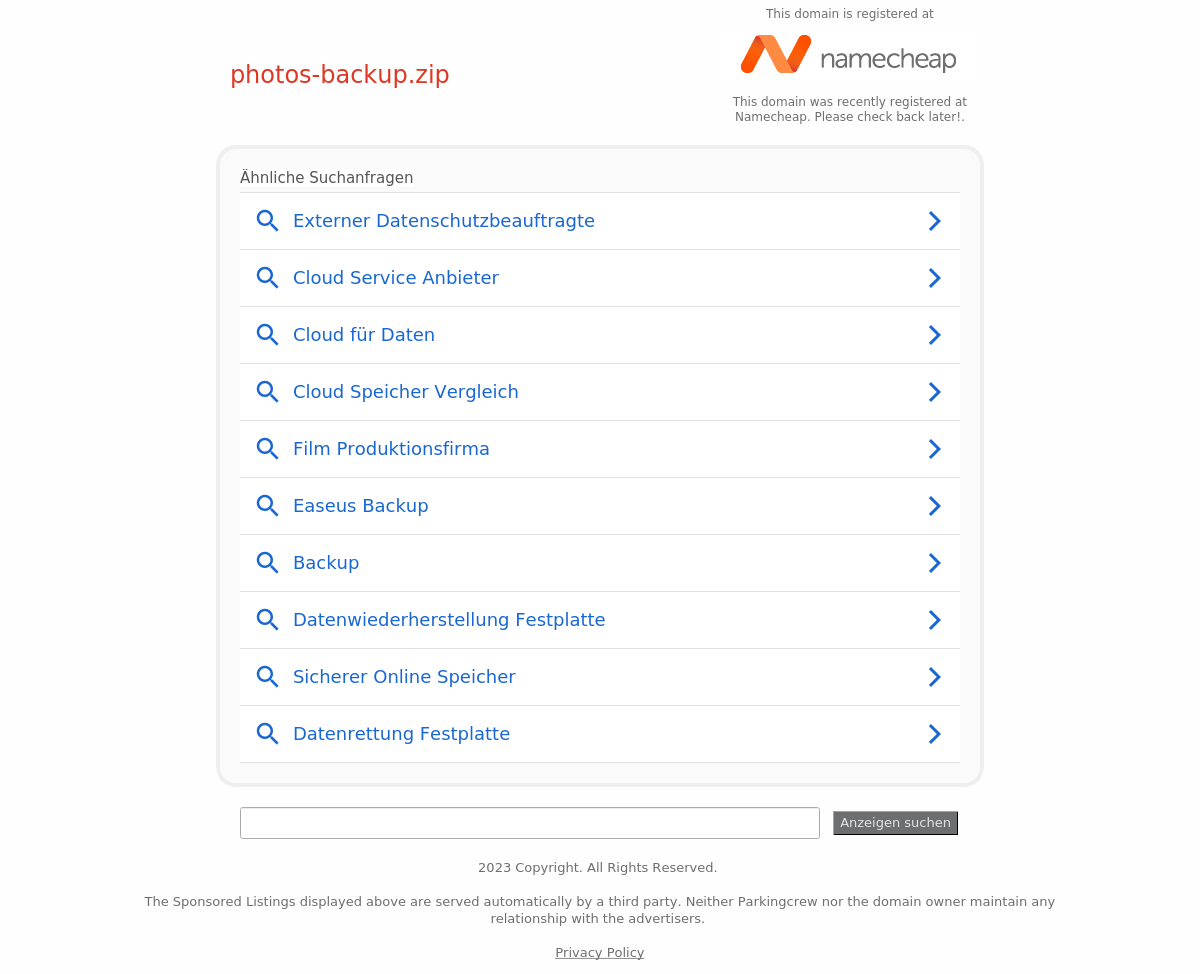 This domain is registered at
namecheap
photos-backup.zip
This domain was recently registered at
Namecheap. Please check back later!.
Ähnliche Suchanfragen
Externer Datenschutzbeauftragte
Cloud Service Anbieter
Cloud für Daten
Cloud Speicher Vergleich
Film Produktionsfirma
Easeus Backup
Backup
Datenwiederherstellung Festplatte
Sicherer Online Speicher
Datenrettung Festplatte
Anzeigen suchen
2023 Copyright. All Rights Reserved.
The Sponsored Listings displayed above are served automatically by a third party. Neither Parkingcrew nor the domain owner maintain any
relationship with the advertisers.
Privacy Policy